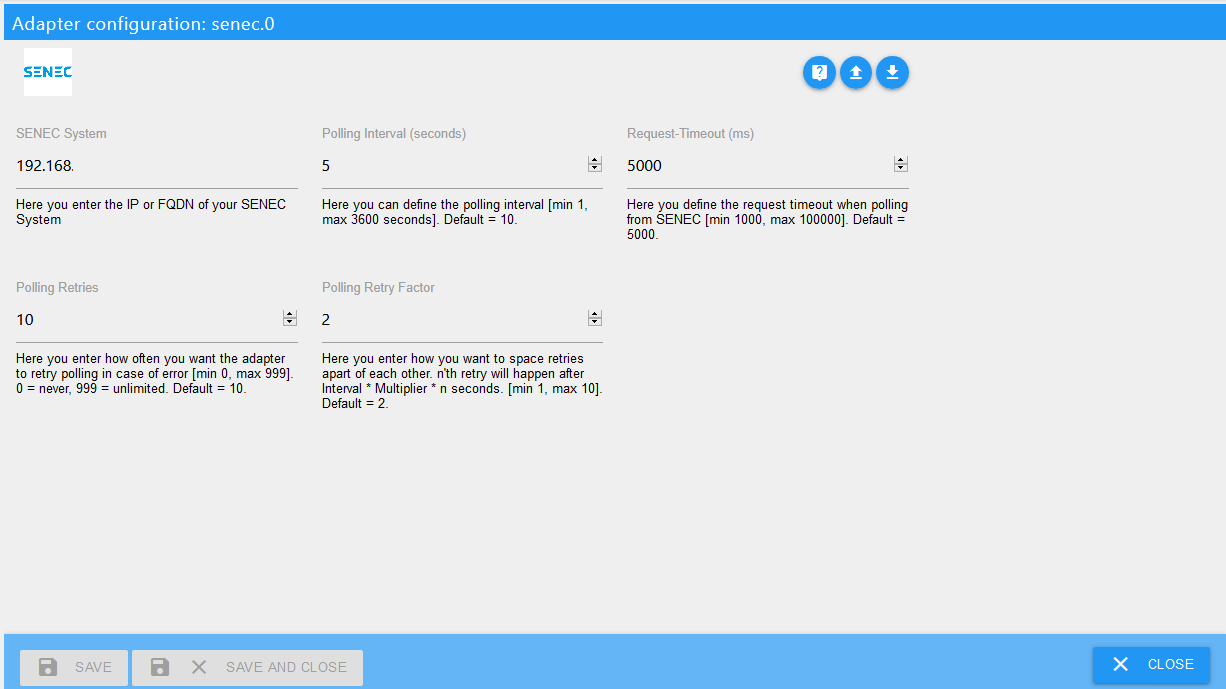 Adapter configuration: senec.0
SENEC
SENEC System
Polling Interval (seconds)
Request-Timeout (ms)
192.168.
5
5000
Here you enter the IP or FQDN of your SENEC
System
Here you can define the polling interval [min 1,
max 3600 seconds]. Default = 10.
Here you define the request timeout when polling
from SENEC [min 1000, max 100000]. Default =
5000.
Polling Retries
Polling Retry Factor
10
2
Here you enter how often you want the adapter
to retry polling in case of error [min 0, max 999].
0 = never, 999 = unlimited. Default = 10.
Here you enter how you want to space retries
apart of each other. n'th retry will happen after
Interval * Multiplier * n seconds. [min 1, max 10].
Default = 2.
SAVE
SAVE AND CLOSE
CLOSE